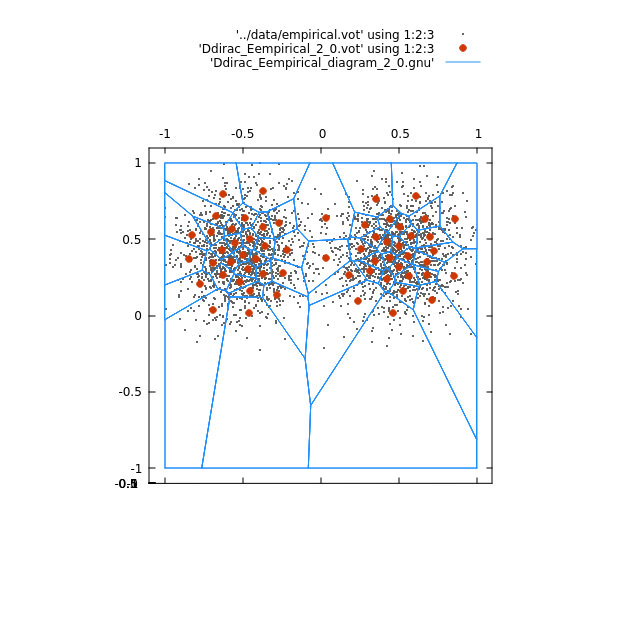 '../data/empirical.vot' using 1:2:3
'Ddirac_Eempirical_2_0.vot' using 1:2:3
'Ddirac_Eempirical_diagram_2_0.gnu'
-1 -0.5 0 0.5 1
1
0.5
0
-0.5
-1